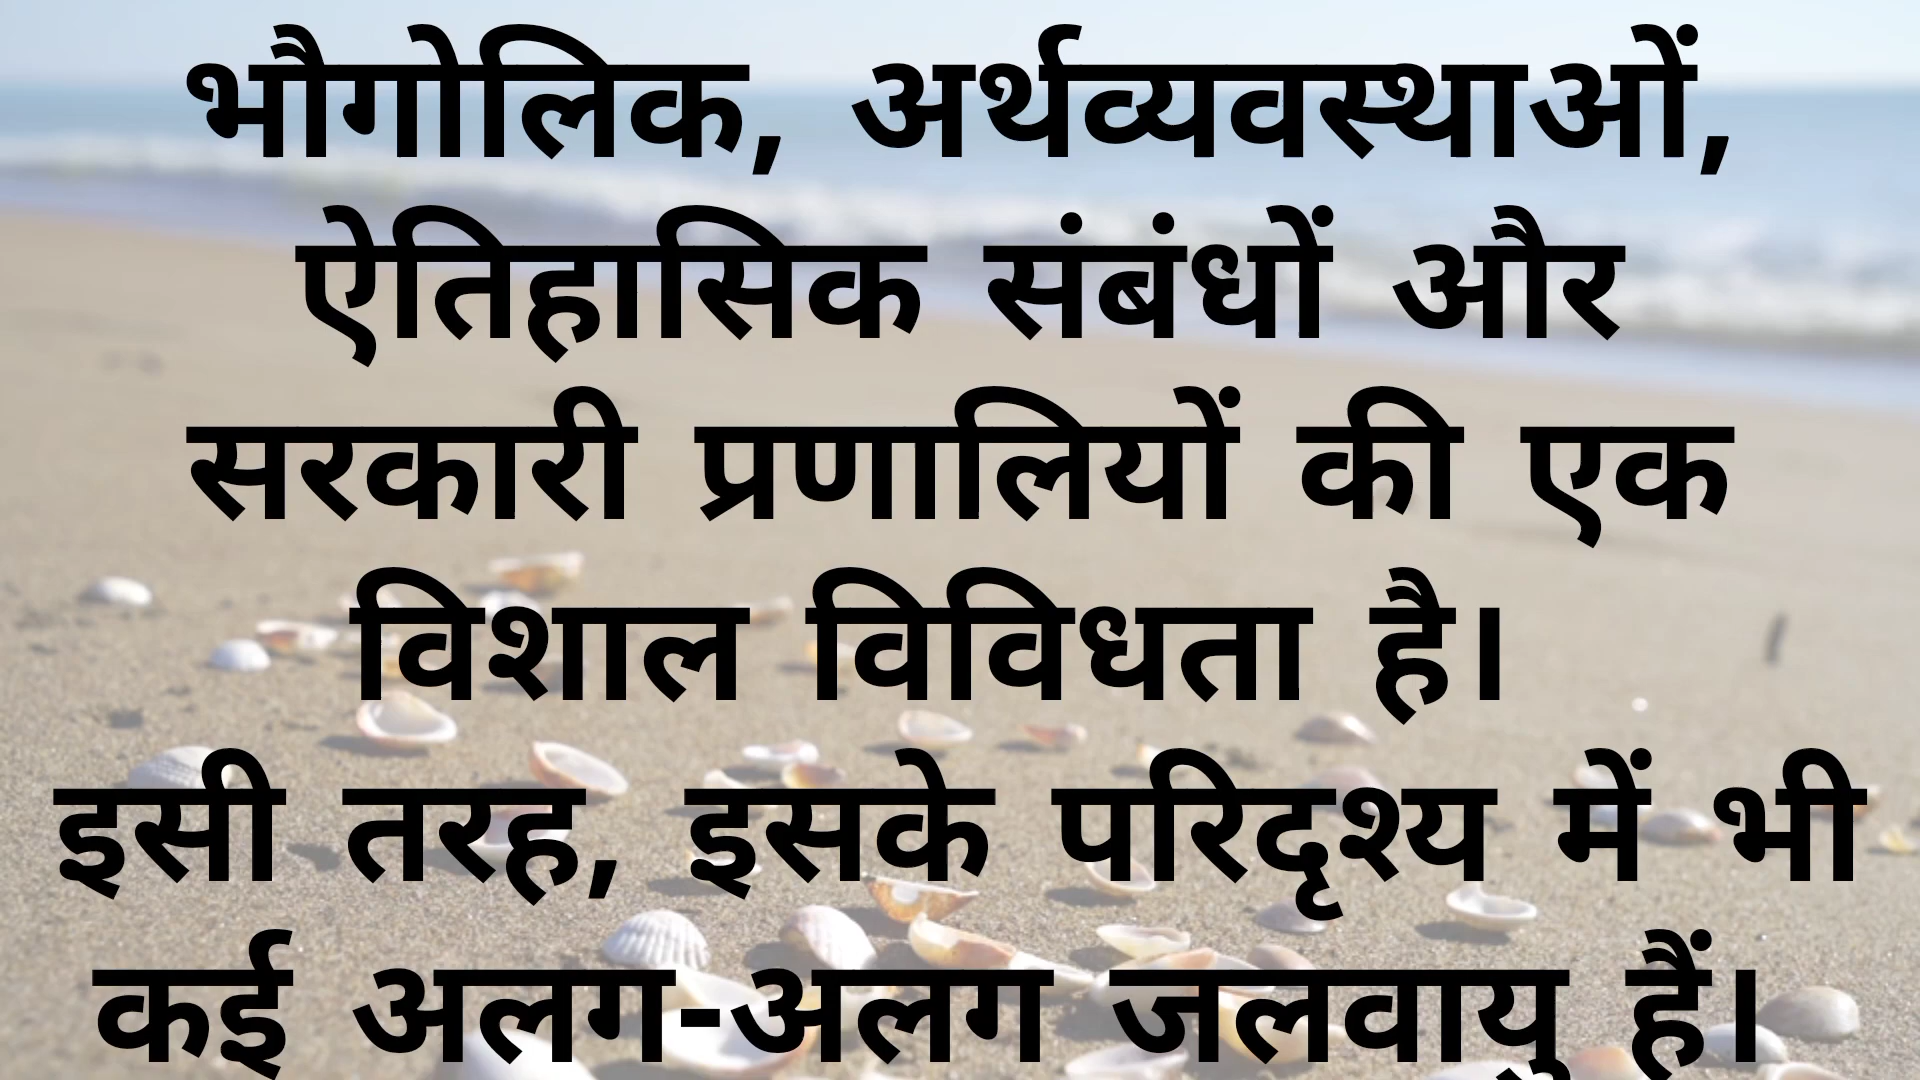 भौगोलिक, अर्थव्यवस्थाओं,
ऐतिहासिक संबंधों और
सरकारी प्रणालियों की एक
विशाल विविधता है।
इसी तरह, इसके परिदृश्य में भी
कई अलग-अलग जलवायु हैं।